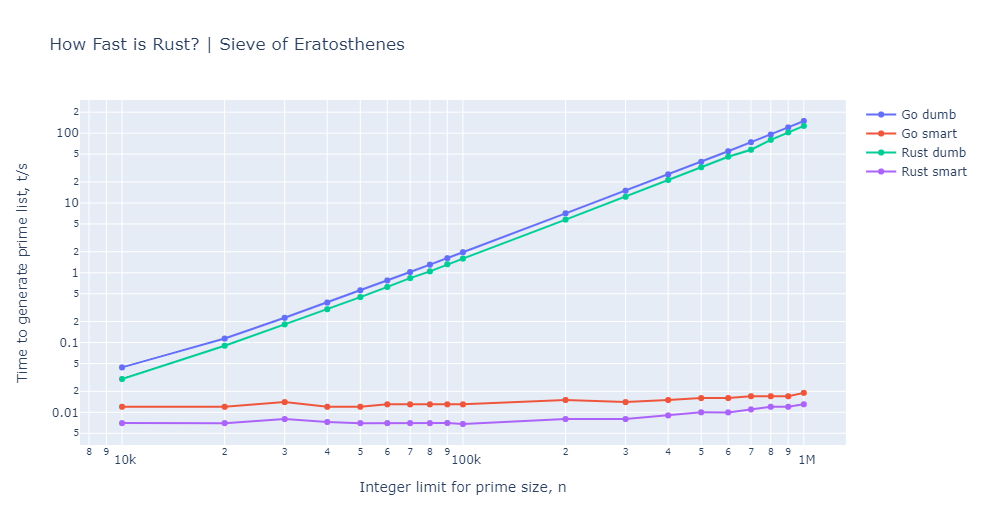 How Fast is Rust? | Sieve of Eratosthenes
Go dumb
Go smart
Rust dumb
Rust smart
Time to generate prime list, t/s
2
100
5
2
10
5
2
1
5
2
0.1
5
2
0.01
5
8 9 10k 2 3 4 5 6 7 8 9 100k 2 3 4 5 6 7 8 9 1M
Integer limit for prime size, n